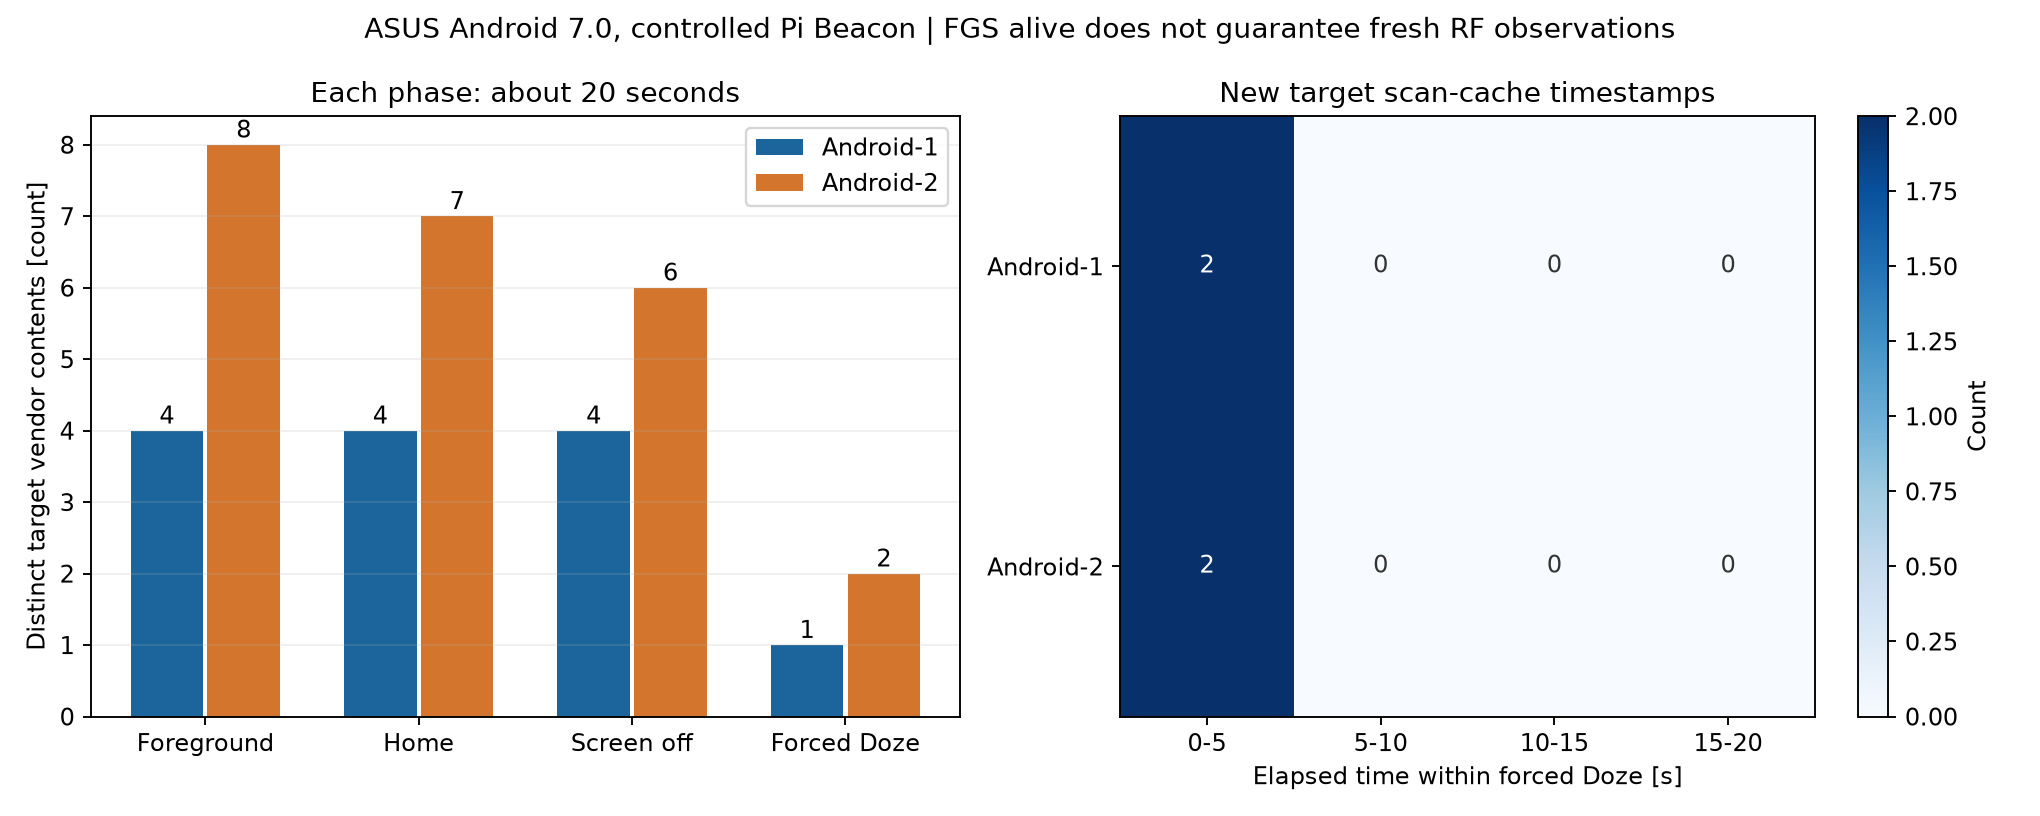 ASUS Android 7.0, controlled Pi Beacon | FGS alive does not guarantee fresh RF observations
Each phase: about 20 seconds
Distinct target vendor contents [count]
8
7
6
5
4
3
2
1
0
4
8
4
7
4
6
1
2
Android-1
Android-2
Foreground
Home
Screen off
Forced Doze
New target scan-cache timestamps
Android-1
2
0
0
0
Android-2
2
0
0
0
0-5
5-10
10-15
15-20
Elapsed time within forced Doze [s]
2.00
1.75
1.50
1.25
1.00
0.75
0.50
0.25
0.00
Count